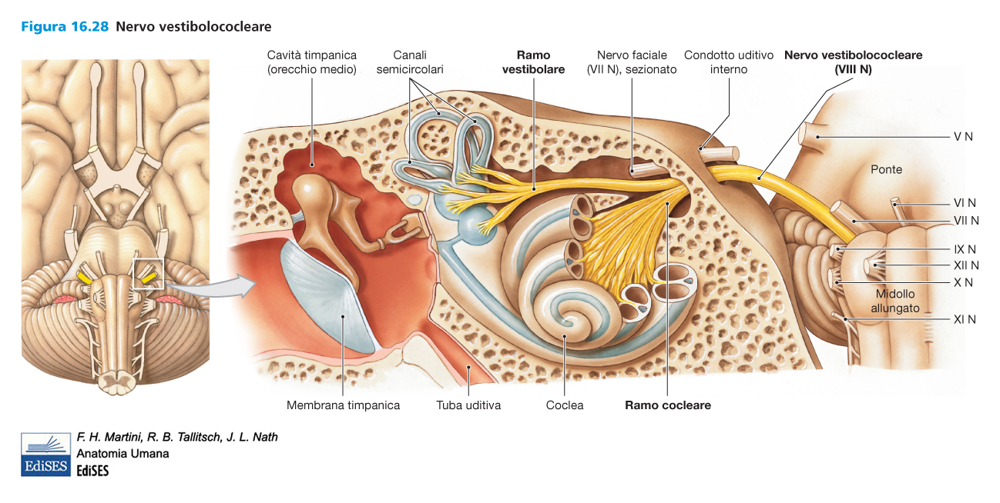 Figura 16.28 Nervo vestibolococleare
Cavità timpanica
(orecchio medio)
Canali
semicircolari
Ramo
vestibolare
Nervo faciale
(VII N), sezionato
Condotto uditivo
interno
Nervo vestibolococleare
(VIII N)
V N
Ponte
VI N
VII N
IX N
XII N
X N
Midollo
allungato
XI N
Membrana timpanica
Tuba uditiva
Coclea
Ramo cocleare
EdiSES
F. H. Martini, R. B. Tallitsch, J. L. Nath
Anatomia Umana
EdiSES